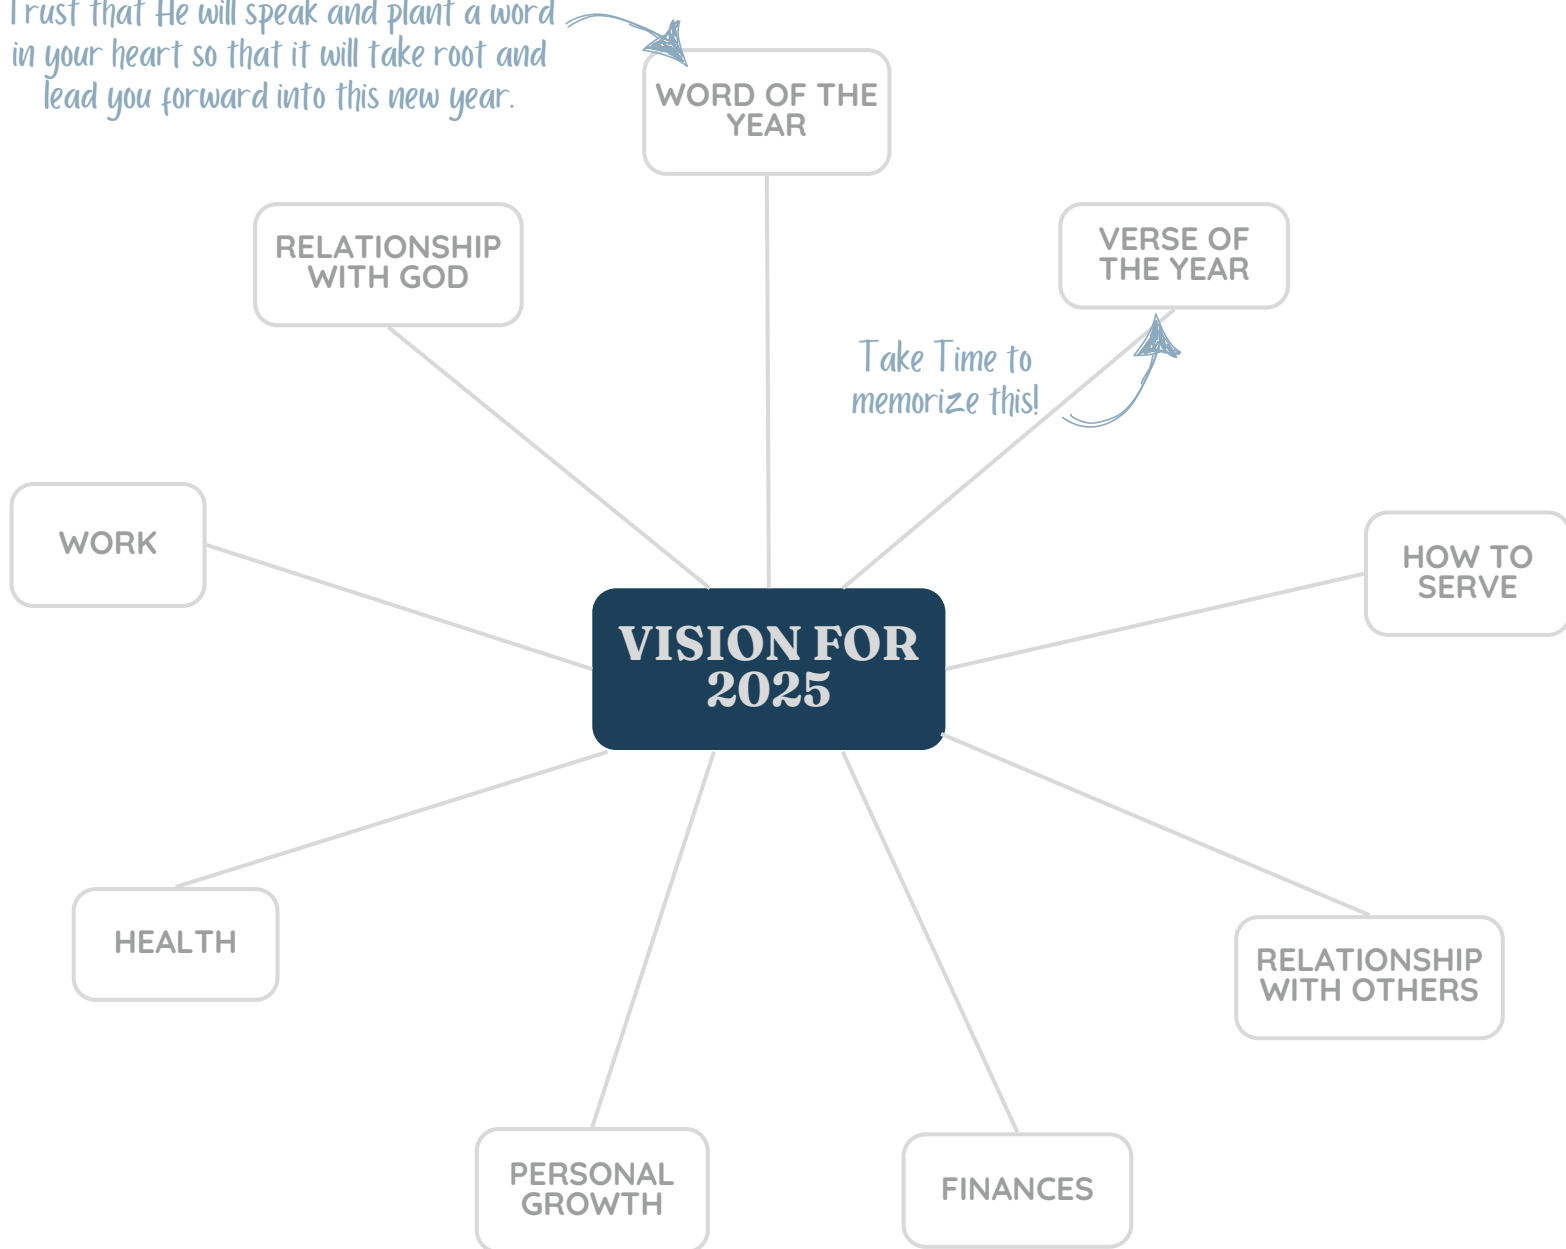 Trust that He will speak and plant a word
in your heart so that it will take root and
lead you forward into this new year.
WORD OF THE
YEAR
RELATIONSHIP
WITH GOD
VERSE OF
THE YEAR
Take Time to
memorize this!
WORK
HOW TO
SERVE
VISION FOR
2025
HEALTH
RELATIONSHIP
WITH OTHERS
PERSONAL
GROWTH
FINANCES